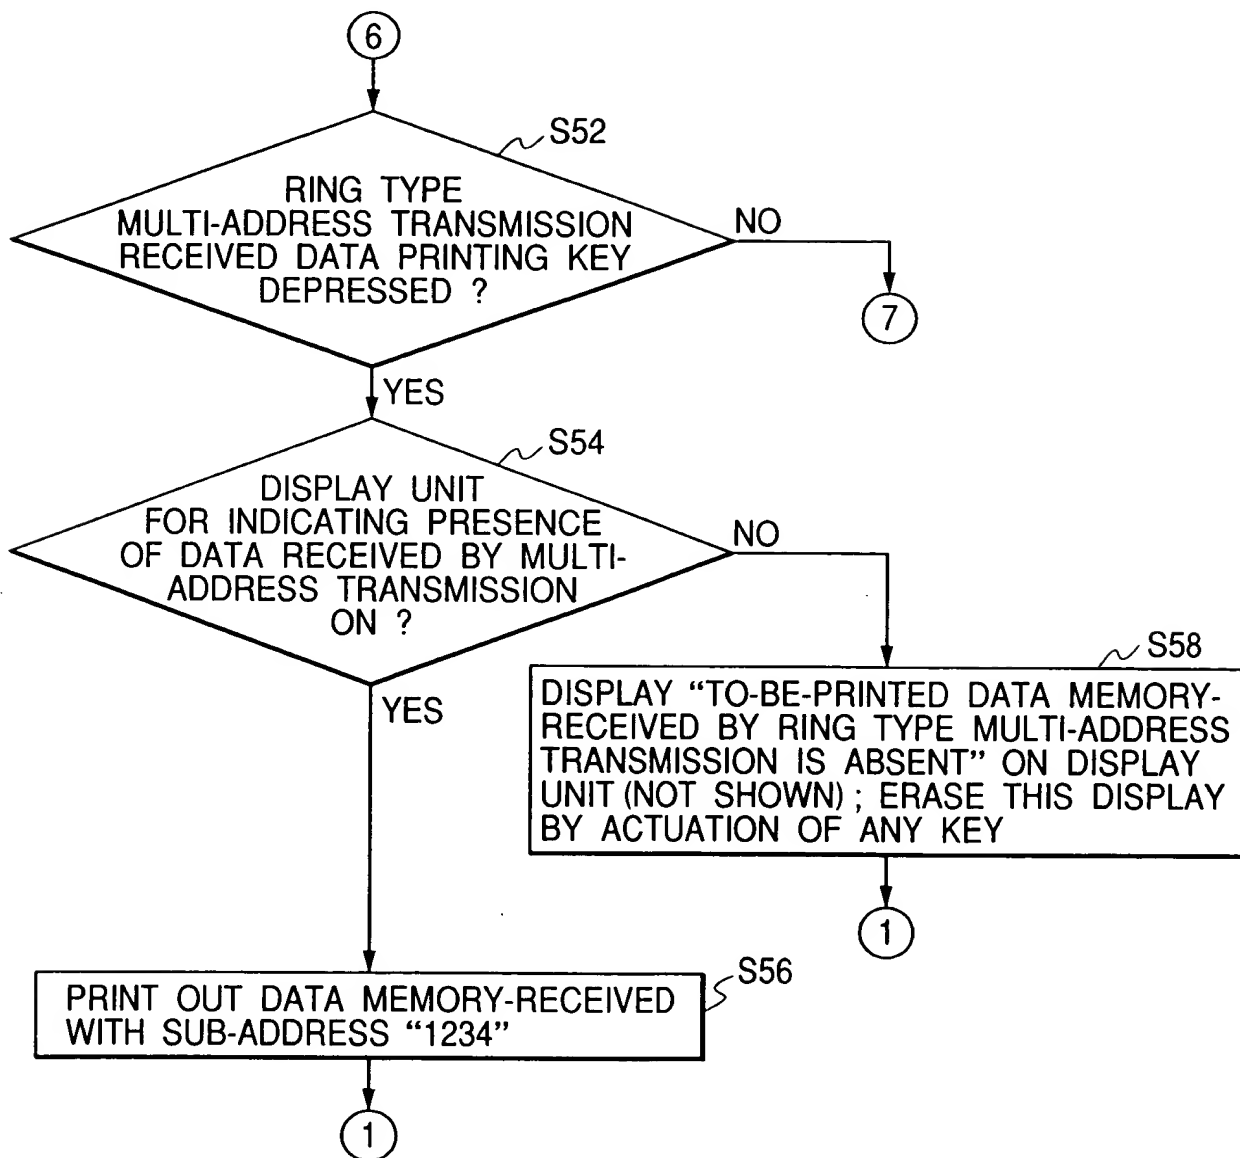 6
S52
RING TYPE
MULTI-ADDRESS TRANSMISSION
RECEIVED DATA PRINTING KEY
DEPRESSED ?
NO
7
YES
S54
DISPLAY UNIT
FOR INDICATING PRESENCE
OF DATA RECEIVED BY MULTI-
ADDRESS TRANSMISSION
ON ?
NO
S58
DISPLAY “TO-BE-PRINTED DATA MEMORY-
RECEIVED BY RING TYPE MULTI-ADDRESS
TRANSMISSION IS ABSENT” ON DISPLAY
UNIT (NOT SHOWN) ; ERASE THIS DISPLAY
BY ACTUATION OF ANY KEY
1
YES
S56
PRINT OUT DATA MEMORY-RECEIVED
WITH SUB-ADDRESS “1234”
1